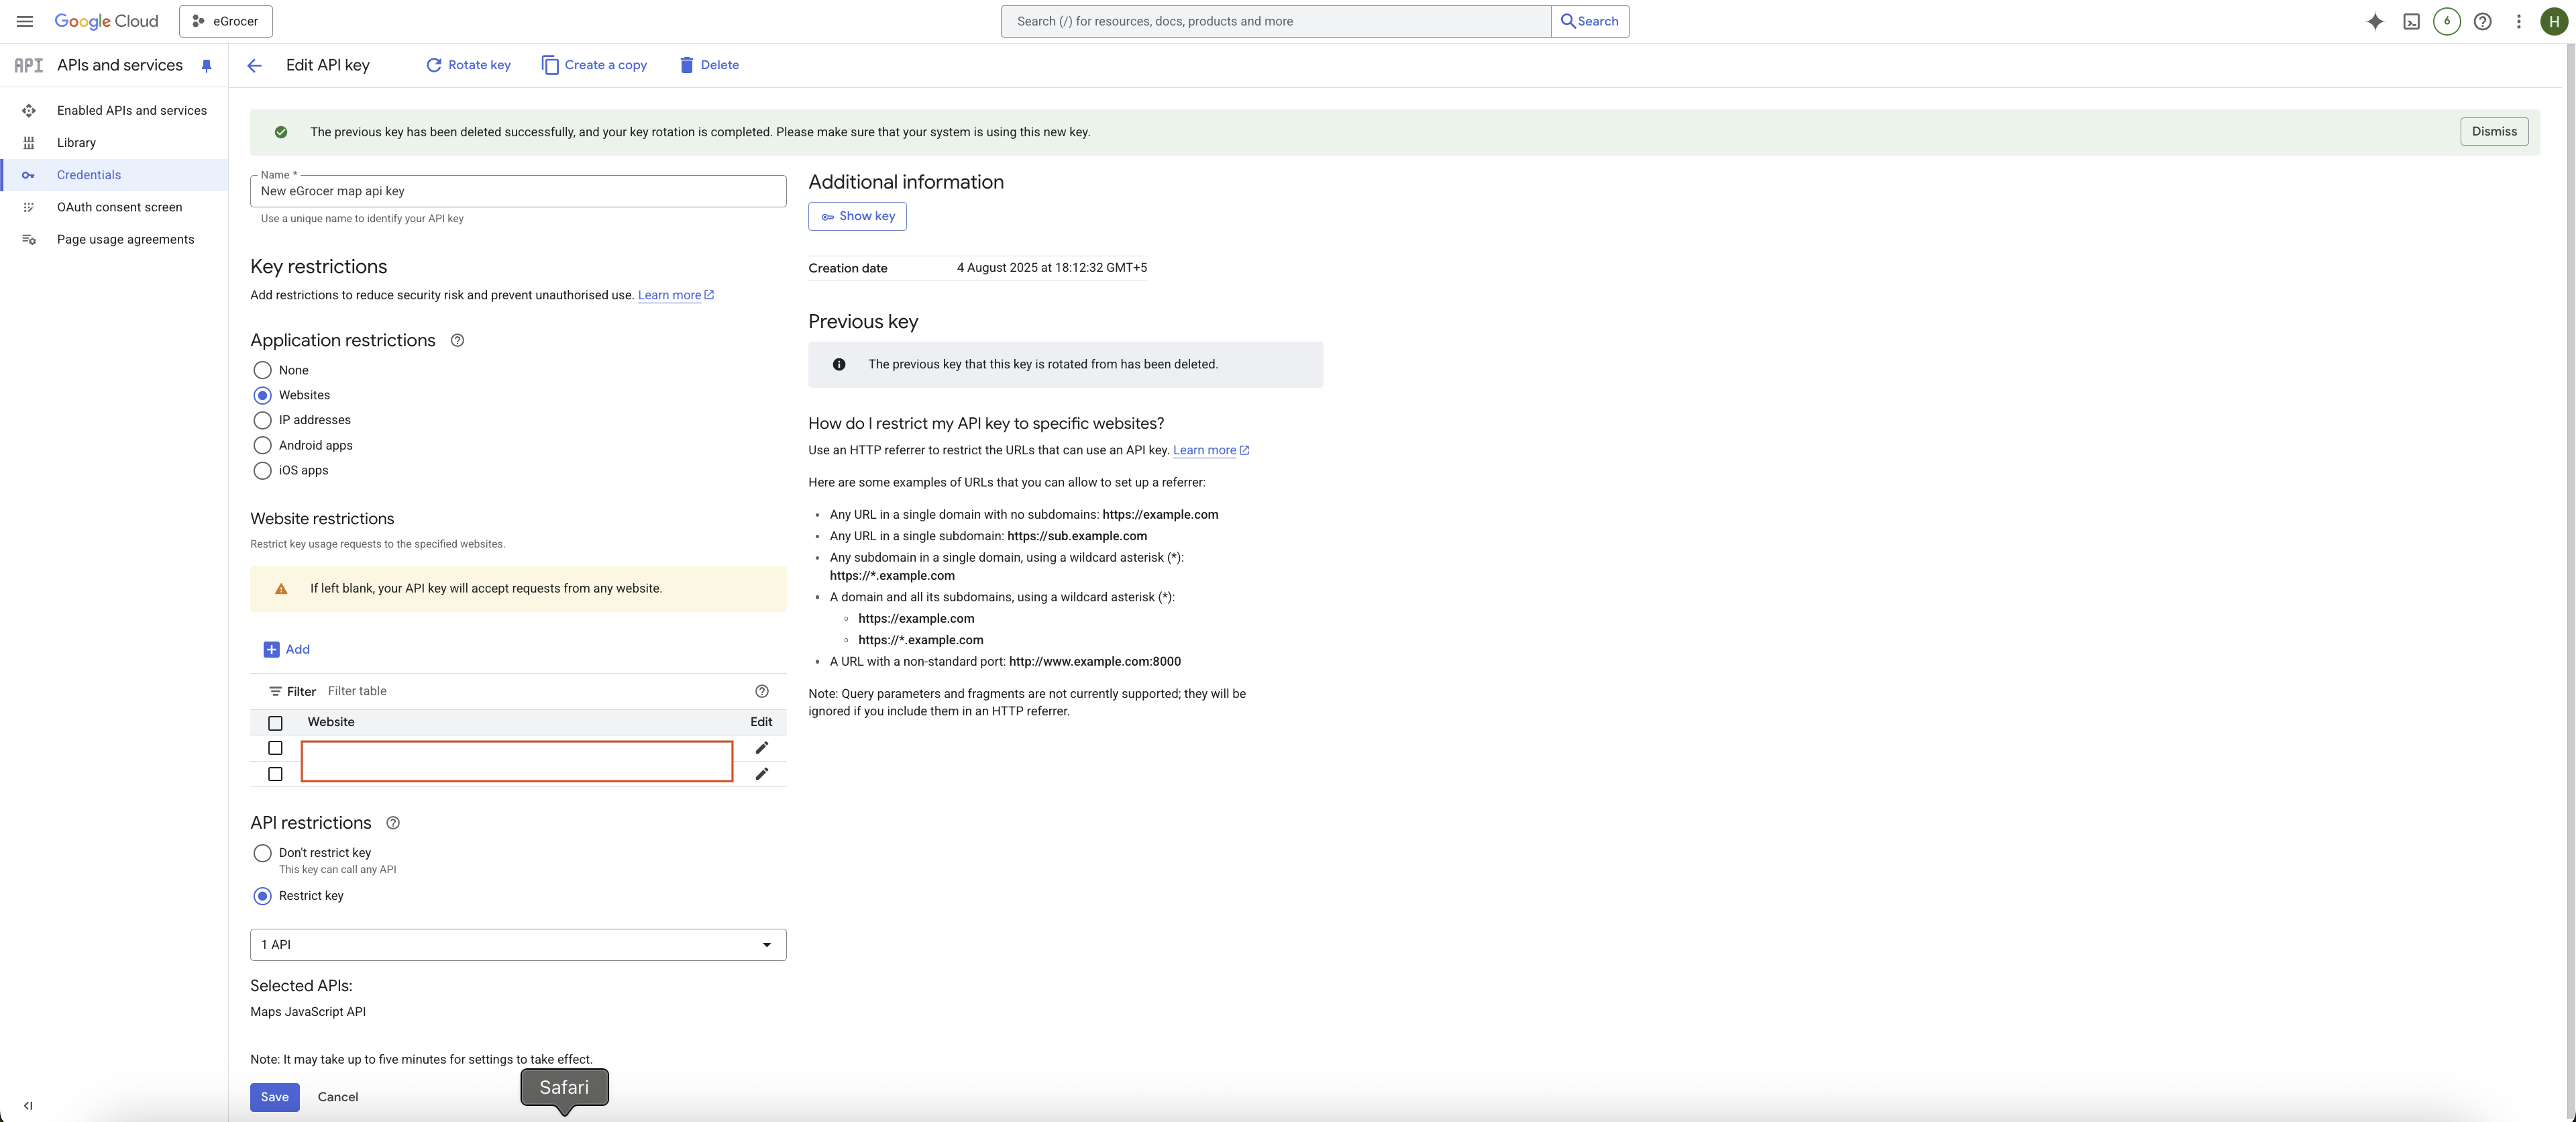 Google Cloud
eGrocer
Search (/) for resources, docs, products and more
Search
6
H
API
APIs and services
Edit API key
Rotate key
Create a copy
Delete
Enabled APIs and services
Library
Credentials
OAuth consent screen
Page usage agreements
The previous key has been deleted successfully, and your key rotation is completed. Please make sure that your system is using this new key.
Dismiss
Name *
New eGrocer map api key
Use a unique name to identify your API key
Key restrictions
Add restrictions to reduce security risk and prevent unauthorised use. Learn more
Application restrictions
None
Websites
IP addresses
Android apps
iOS apps
Website restrictions
Restrict key usage requests to the specified websites.
If left blank, your API key will accept requests from any website.
Add
Filter Filter table
Website
Edit
API restrictions
Don't restrict key
This key can call any API
Restrict key
1 API
Selected APIs:
Maps JavaScript API
Note: It may take up to five minutes for settings to take effect.
Save
Cancel
Safari
Additional information
Show key
Creation date
4 August 2025 at 18:12:32 GMT+5
Previous key
The previous key that this key is rotated from has been deleted.
How do I restrict my API key to specific websites?
Use an HTTP referrer to restrict the URLs that can use an API key. Learn more
Here are some examples of URLs that you can allow to set up a referrer:
• Any URL in a single domain with no subdomains: https://example.com
• Any URL in a single subdomain: https://sub.example.com
• Any subdomain in a single domain, using a wildcard asterisk (*):
https://*.example.com
• A domain and all its subdomains, using a wildcard asterisk (*):
◦ https://example.com
◦ https://*.example.com
• A URL with a non-standard port: http://www.example.com:8000
Note: Query parameters and fragments are not currently supported; they will be
ignored if you include them in an HTTP referrer.